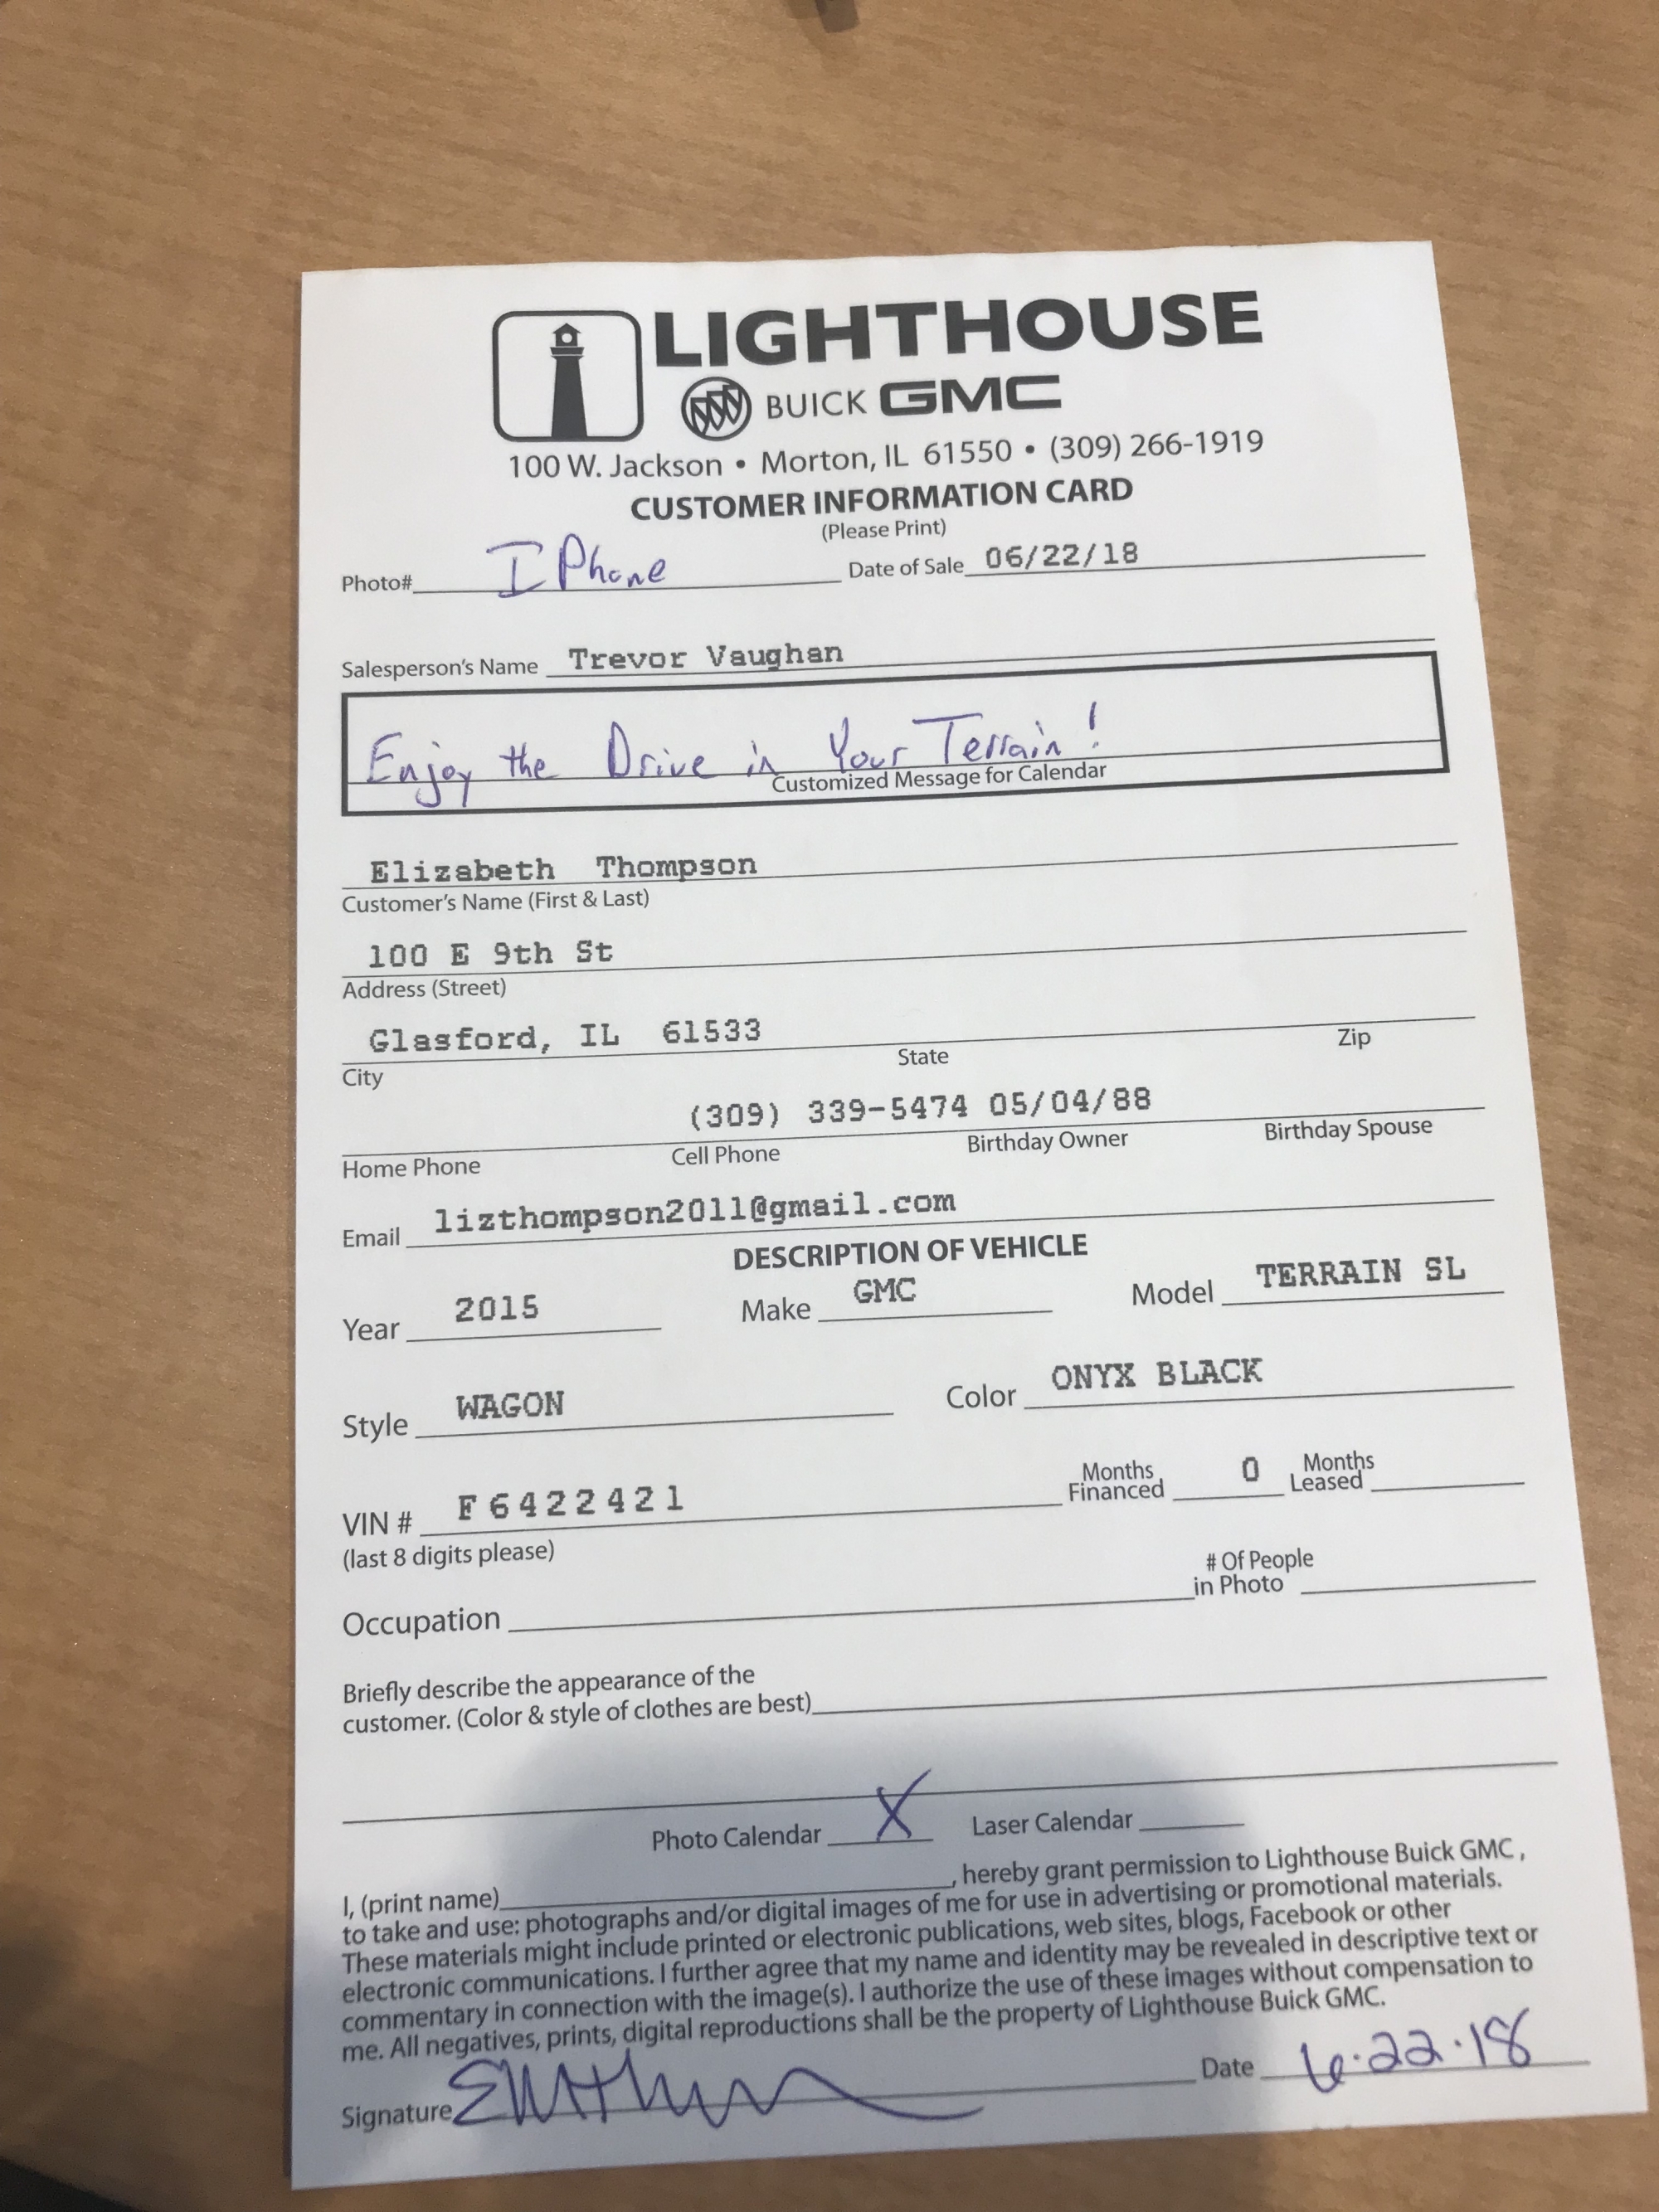 LIGHTHOUSE
BUICK GMC
100 W. Jackson • Morton, IL 61550 • (309) 266-1919
CUSTOMER INFORMATION CARD
(Please Print)
Photo# I Phone Date of Sale 06/22/18
Salesperson's Name Trevor Vaughan
Enjoy the Drive in Your Terrain!
Customized Message for Calendar
Elizabeth Thompson
Customer's Name (First & Last)
100 E 9th St
Address (Street)
Glasford, IL 61533
City State Zip
(309) 339-5474 05/04/88
Home Phone Cell Phone Birthday Owner Birthday Spouse
Email lizthompson2011@gmail.com
DESCRIPTION OF VEHICLE
Year 2015 Make GMC Model TERRAIN SL
Style WAGON Color ONYX BLACK
VIN # F6422421 Months Financed 0 Months Leased
(last 8 digits please)
Occupation # Of People in Photo
Briefly describe the appearance of the
customer. (Color & style of clothes are best)
Photo Calendar X Laser Calendar
I, (print name) , hereby grant permission to Lighthouse Buick GMC ,
to take and use: photographs and/or digital images of me for use in advertising or promotional materials.
These materials might include printed or electronic publications, web sites, blogs, Facebook or other
electronic communications. I further agree that my name and identity may be revealed in descriptive text or
commentary in connection with the image(s). I authorize the use of these images without compensation to
me. All negatives, prints, digital reproductions shall be the property of Lighthouse Buick GMC.
Signature Date 6.22.18